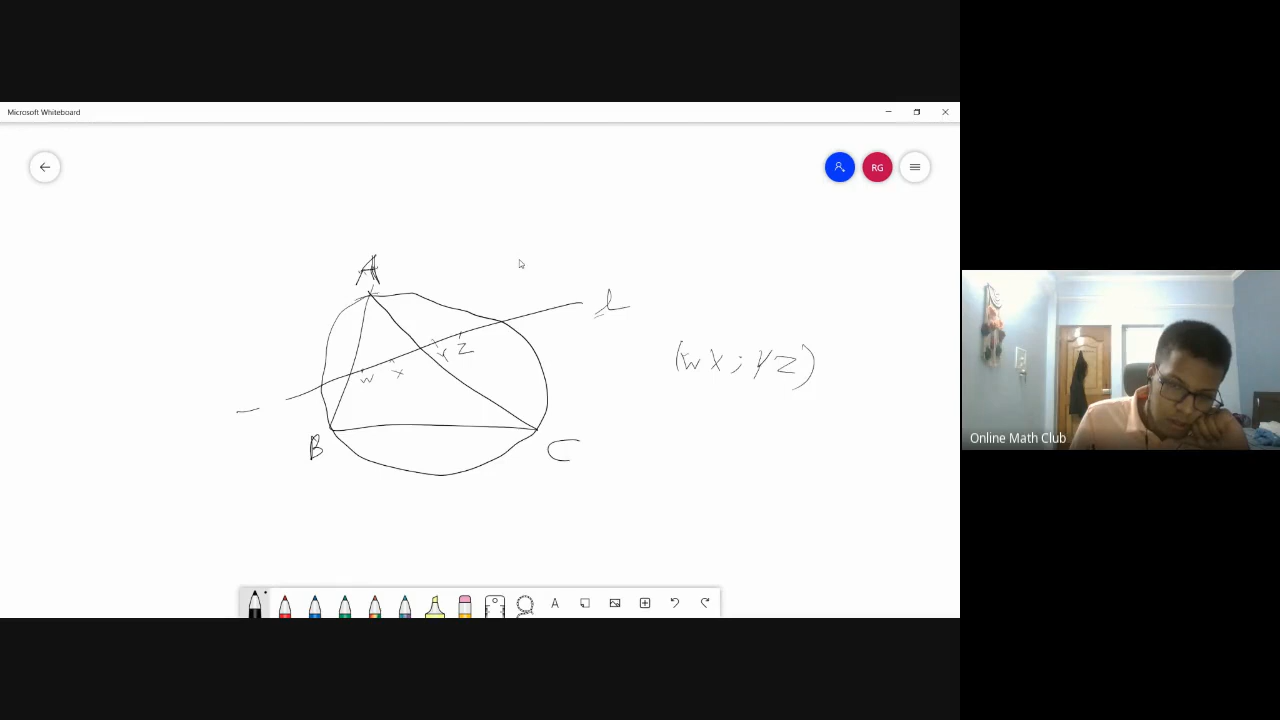 Microsoft Whiteboard
RG
A
l
W X Y Z
(WX; YZ)
B
C
Online Math Club
A